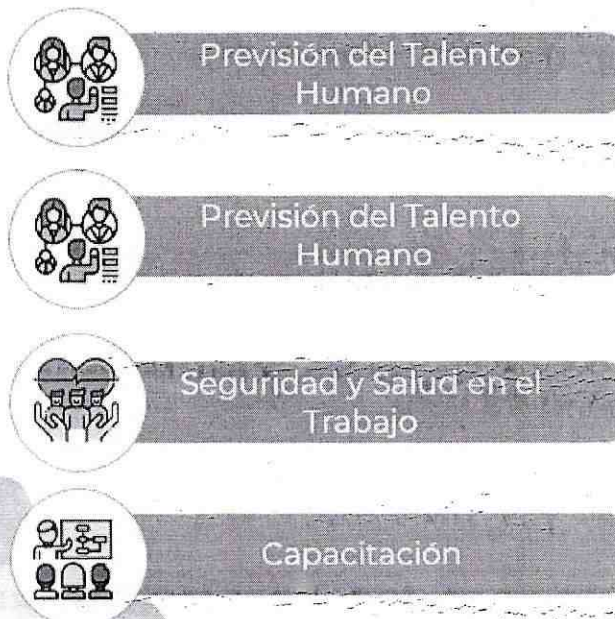 Previsión del Talento
Humano
Previsión del Talento
Humano
Seguridad y Salud en el
Trabajo
Capacitación